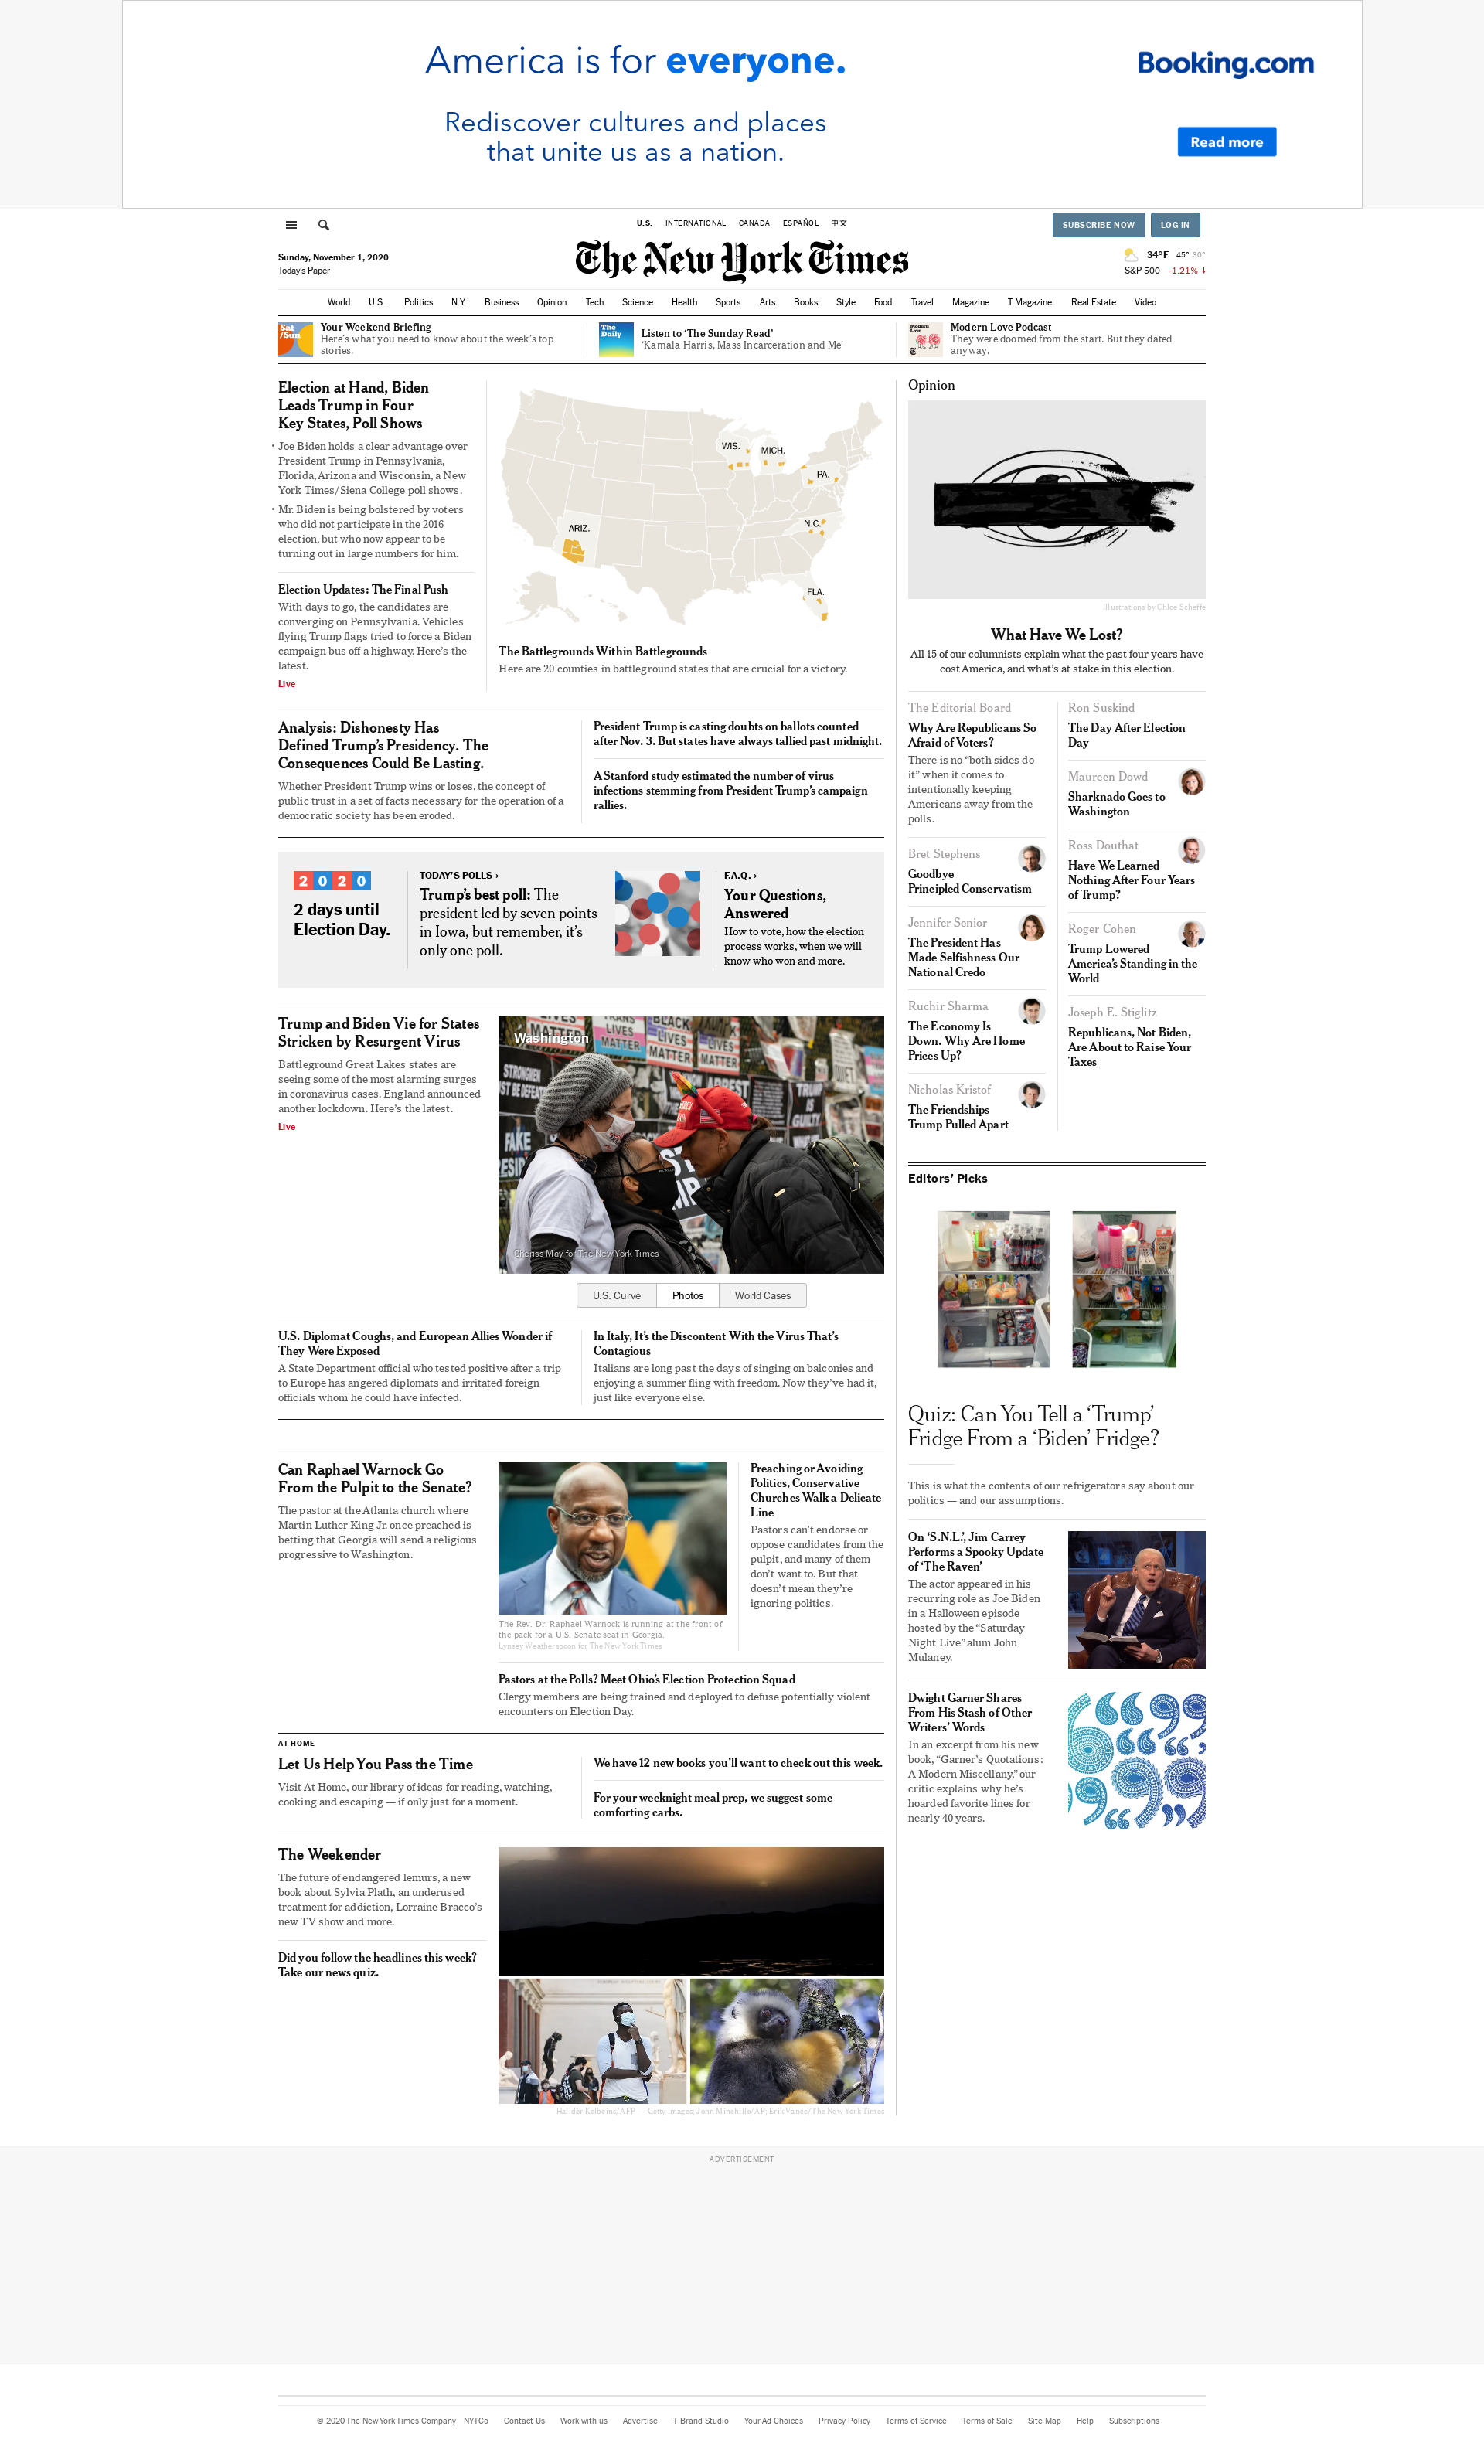 America is for everyone.
Booking.com
Rediscover cultures and places
that unite us as a nation.
Read more
U.S. INTERNATIONAL CANADA ESPAÑOL 中文
SUBSCRIBE NOW
LOG IN
Sunday, November 1, 2020
Today's Paper
The New York Times
34°F 45° 30°
S&P 500 -1.21%
World U.S. Politics N.Y. Business Opinion Tech Science Health Sports Arts Books Style Food Travel Magazine T Magazine Real Estate Video
Sat
/Sun
Your Weekend Briefing
Here's what you need to know about the week's top
stories.
The
Daily
Listen to 'The Sunday Read'
'Kamala Harris, Mass Incarceration and Me'
Modern
Love
Modern Love Podcast
They were doomed from the start. But they dated
anyway.
Election at Hand, Biden
Leads Trump in Four
Key States, Poll Shows
• Joe Biden holds a clear advantage over
President Trump in Pennsylvania,
Florida, Arizona and Wisconsin, a New
York Times/Siena College poll shows.
• Mr. Biden is being bolstered by voters
who did not participate in the 2016
election, but who now appear to be
turning out in large numbers for him.
Election Updates: The Final Push
With days to go, the candidates are
converging on Pennsylvania. Vehicles
flying Trump flags tried to force a Biden
campaign bus off a highway. Here's the
latest.
Live
WIS.
MICH.
PA.
N.C.
ARIZ.
FLA.
The Battlegrounds Within Battlegrounds
Here are 20 counties in battleground states that are crucial for a victory.
Analysis: Dishonesty Has
Defined Trump's Presidency. The
Consequences Could Be Lasting.
Whether President Trump wins or loses, the concept of
public trust in a set of facts necessary for the operation of a
democratic society has been eroded.
President Trump is casting doubts on ballots counted
after Nov. 3. But states have always tallied past midnight.
A Stanford study estimated the number of virus
infections stemming from President Trump's campaign
rallies.
2020
2 days until
Election Day.
TODAY'S POLLS ›
Trump's best poll: The
president led by seven points
in Iowa, but remember, it's
only one poll.
F.A.Q. ›
Your Questions,
Answered
How to vote, how the election
process works, when we will
know who won and more.
Trump and Biden Vie for States
Stricken by Resurgent Virus
Battleground Great Lakes states are
seeing some of the most alarming surges
in coronavirus cases. England announced
another lockdown. Here's the latest.
Live
Washington
Cheriss May for The New York Times
U.S. Curve
Photos
World Cases
U.S. Diplomat Coughs, and European Allies Wonder if
They Were Exposed
A State Department official who tested positive after a trip
to Europe has angered diplomats and irritated foreign
officials whom he could have infected.
In Italy, It's the Discontent With the Virus That's
Contagious
Italians are long past the days of singing on balconies and
enjoying a summer fling with freedom. Now they've had it,
just like everyone else.
Can Raphael Warnock Go
From the Pulpit to the Senate?
The pastor at the Atlanta church where
Martin Luther King Jr. once preached is
betting that Georgia will send a religious
progressive to Washington.
The Rev. Dr. Raphael Warnock is running at the front of
the pack for a U.S. Senate seat in Georgia.
Lynsey Weatherspoon for The New York Times
Preaching or Avoiding
Politics, Conservative
Churches Walk a Delicate
Line
Pastors can't endorse or
oppose candidates from the
pulpit, and many of them
don't want to. But that
doesn't mean they're
ignoring politics.
Pastors at the Polls? Meet Ohio's Election Protection Squad
Clergy members are being trained and deployed to defuse potentially violent
encounters on Election Day.
AT HOME
Let Us Help You Pass the Time
Visit At Home, our library of ideas for reading, watching,
cooking and escaping — if only just for a moment.
We have 12 new books you'll want to check out this week.
For your weeknight meal prep, we suggest some
comforting carbs.
The Weekender
The future of endangered lemurs, a new
book about Sylvia Plath, an underused
treatment for addiction, Lorraine Bracco's
new TV show and more.
Did you follow the headlines this week?
Take our news quiz.
Halldór Kolbeins/AFP — Getty Images; John Minchillo/AP; Erik Vance/The New York Times
Opinion
Illustrations by Chloe Scheffe
What Have We Lost?
All 15 of our columnists explain what the past four years have
cost America, and what's at stake in this election.
The Editorial Board
Why Are Republicans So
Afraid of Voters?
There is no "both sides do
it" when it comes to
intentionally keeping
Americans away from the
polls.
Bret Stephens
Goodbye
Principled Conservatism
Jennifer Senior
The President Has
Made Selfishness Our
National Credo
Ruchir Sharma
The Economy Is
Down. Why Are Home
Prices Up?
Nicholas Kristof
The Friendships
Trump Pulled Apart
Ron Suskind
The Day After Election
Day
Maureen Dowd
Sharknado Goes to
Washington
Ross Douthat
Have We Learned
Nothing After Four Years
of Trump?
Roger Cohen
Trump Lowered
America's Standing in the
World
Joseph E. Stiglitz
Republicans, Not Biden,
Are About to Raise Your
Taxes
Editors' Picks
Quiz: Can You Tell a 'Trump'
Fridge From a 'Biden' Fridge?
This is what the contents of our refrigerators say about our
politics — and our assumptions.
On 'S.N.L.', Jim Carrey
Performs a Spooky Update
of 'The Raven'
The actor appeared in his
recurring role as Joe Biden
in a Halloween episode
hosted by the "Saturday
Night Live" alum John
Mulaney.
Dwight Garner Shares
From His Stash of Other
Writers' Words
In an excerpt from his new
book, "Garner's Quotations:
A Modern Miscellany," our
critic explains why he's
hoarded favorite lines for
nearly 40 years.
ADVERTISEMENT
© 2020 The New York Times Company NYTCo Contact Us Work with us Advertise T Brand Studio Your Ad Choices Privacy Policy Terms of Service Terms of Sale Site Map Help Subscriptions